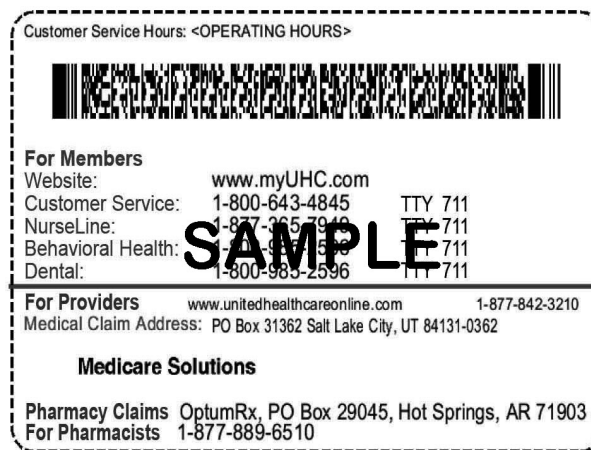 Customer Service Hours: <OPERATING HOURS>
For Members
Website: www.myUHC.com
Customer Service: 1-800-643-4845 TTY 711
NurseLine: TTY 711
Behavioral Health: TTY 711
Dental: 1-800-985-2596 TTY 711
SAMPLE
For Providers www.unitedhealthcareonline.com 1-877-842-3210
Medical Claim Address: PO Box 31362 Salt Lake City, UT 84131-0362
Medicare Solutions
Pharmacy Claims OptumRx, PO Box 29045, Hot Springs, AR 71903
For Pharmacists 1-877-889-6510